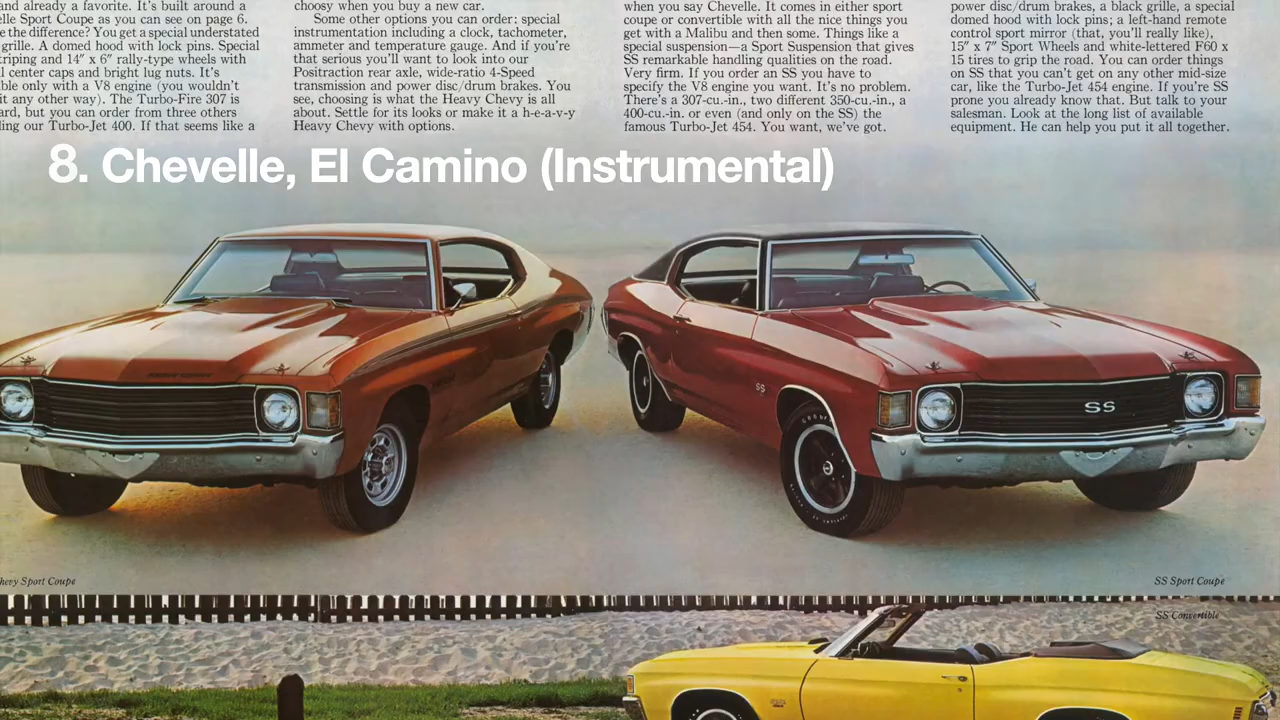 and already a favorite. It's built around a
elle Sport Coupe as you can see on page 6.
e the difference? You get a special understated
grille. A domed hood with lock pins. Special
triping and 14" x 6" rally-type wheels with
l center caps and bright lug nuts. It's
ble only with a V8 engine (you wouldn't
it any other way). The Turbo-Fire 307 is
ard, but you can order from three others
ling our Turbo-Jet 400. If that seems like a
choosy when you buy a new car.
Some other options you can order: special
instrumentation including a clock, tachometer,
ammeter and temperature gauge. And if you're
that serious you'll want to look into our
Positraction rear axle, wide-ratio 4-Speed
transmission and power disc/drum brakes. You
see, choosing is what the Heavy Chevy is all
about. Settle for its looks or make it a h-e-a-v-y
Heavy Chevy with options.
when you say Chevelle. It comes in either sport
coupe or convertible with all the nice things you
get with a Malibu and then some. Things like a
special suspension—a Sport Suspension that gives
SS remarkable handling qualities on the road.
Very firm. If you order an SS you have to
specify the V8 engine you want. It's no problem.
There's a 307-cu.-in., two different 350-cu.-in., a
400-cu.-in. or even (and only on the SS) the
famous Turbo-Jet 454. You want, we've got.
power disc/drum brakes, a black grille, a special
domed hood with lock pins; a left-hand remote
control sport mirror (that, you'll really like),
15" x 7" Sport Wheels and white-lettered F60 x
15 tires to grip the road. You can order things
on SS that you can't get on any other mid-size
car, like the Turbo-Jet 454 engine. If you're SS
prone you already know that. But talk to your
salesman. Look at the long list of available
equipment. He can help you put it all together.
8. Chevelle, El Camino (Instrumental)
SS
SS
hevy Sport Coupe
SS Sport Coupe
SS Convertible